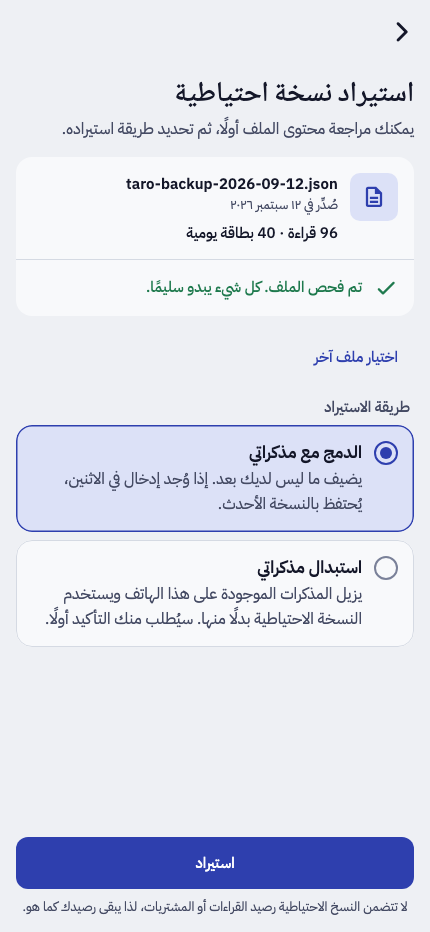 استيراد نسخة احتياطية
يمكنك مراجعة محتوى الملف أولًا، ثم تحديد طريقة استيراده.
taro-backup-2026-09-12.json
صُدِّر في ١٢ سبتمبر ٢٠٢٦
96 قراءة · 40 بطاقة يومية
تم فحص الملف. كل شيء يبدو سليمًا.
اختيار ملف آخر
طريقة الاستيراد
الدمج مع مذكراتي
يضيف ما ليس لديك بعد. إذا وُجد إدخال في الاثنين،
يُحتفظ بالنسخة الأحدث.
استبدال مذكراتي
يزيل المذكرات الموجودة على هذا الهاتف ويستخدم
النسخة الاحتياطية بدلًا منها. سيُطلب منك التأكيد أولًا.
استيراد
لا تتضمن النسخ الاحتياطية رصيد القراءات أو المشتريات، لذا يبقى رصيدك كما هو.